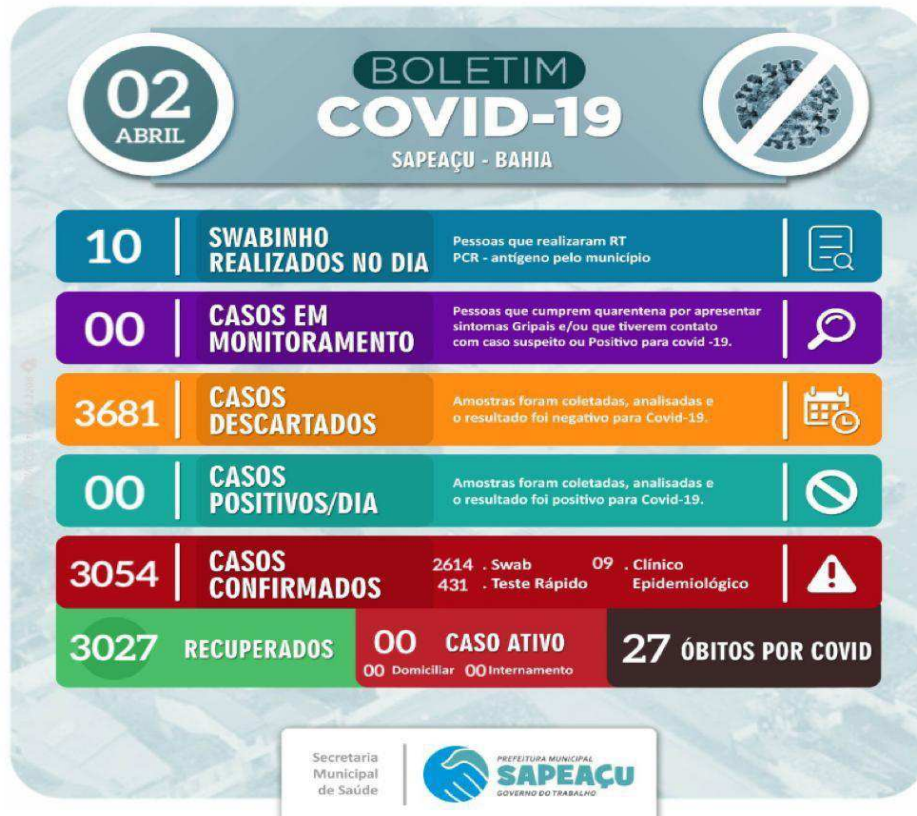 02
ABRIL
BOLETIM
COVID-19
SAPEAÇU - BAHIA
10
SWABINHO
REALIZADOS NO DIA
Pessoas que realizaram RT
PCR - antígeno pelo município
00
CASOS EM
MONITORAMENTO
Pessoas que cumprem quarentena por apresentar
sintomas Gripais e/ou que tiverem contato
com caso suspeito ou Positivo para covid -19.
3681
CASOS
DESCARTADOS
Amostras foram coletadas, analisadas e
o resultado foi negativo para Covid-19.
00
CASOS
POSITIVOS/DIA
Amostras foram coletadas, analisadas e
o resultado foi positivo para Covid-19.
3054
CASOS
CONFIRMADOS
2614 . Swab
431 . Teste Rápido
09 . Clínico
Epidemiológico
3027 RECUPERADOS
00 CASO ATIVO
00 Domiciliar 00 Internamento
27 ÓBITOS POR COVID
Secretaria
Municipal
de Saúde
PREFEITURA MUNICIPAL
SAPEAÇU
GOVERNO DO TRABALHO